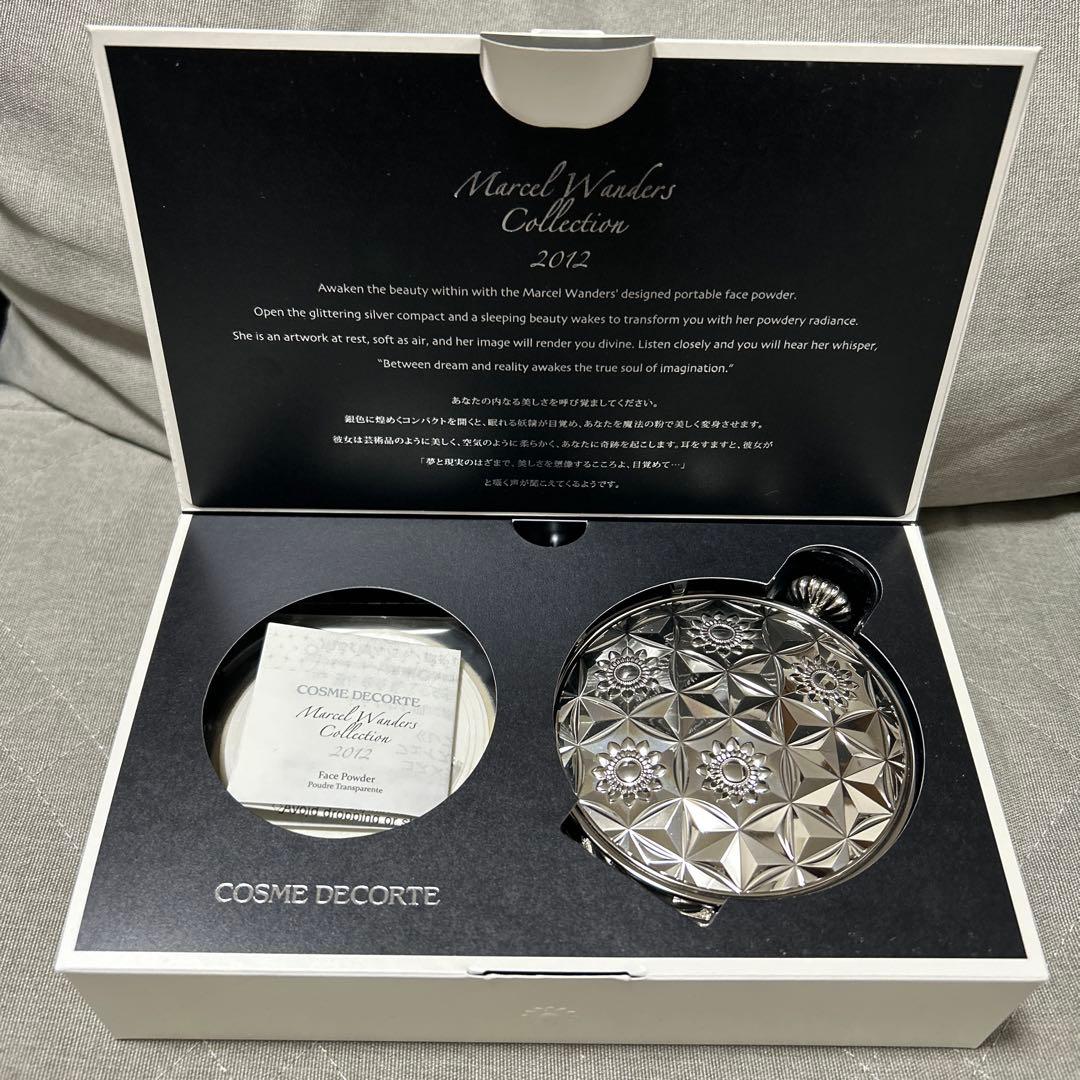 Marcel Wanders
Collection
2012
Awaken the beauty within with the Marcel Wanders' designed portable face powder.
Open the glittering silver compact and a sleeping beauty wakes to transform you with her powdery radiance.
She is an artwork at rest, soft as air, and her image will render you divine. Listen closely and you will hear her whisper,
"Between dream and reality awakes the true soul of imagination."
あなたの内なる美しさを呼び覚ましてください。
銀色に煌めくコンパクトを開くと、眠れる妖精が目覚め、あなたを魔法の粉で美しく変身させます。
彼女は芸術品のように美しく、空気のように柔らかく、あなたに奇跡を起こします。耳をすますと、彼女が
「夢と現実のはざまで、美しさを想像するこころよ、目覚めて…」
と囁く声が聞こえてくるようです。
COSME DECORTE
Marcel Wanders
Collection
2012
Face Powder
Poudre Transparente
Avoid dropping or s
COSME DECORTE